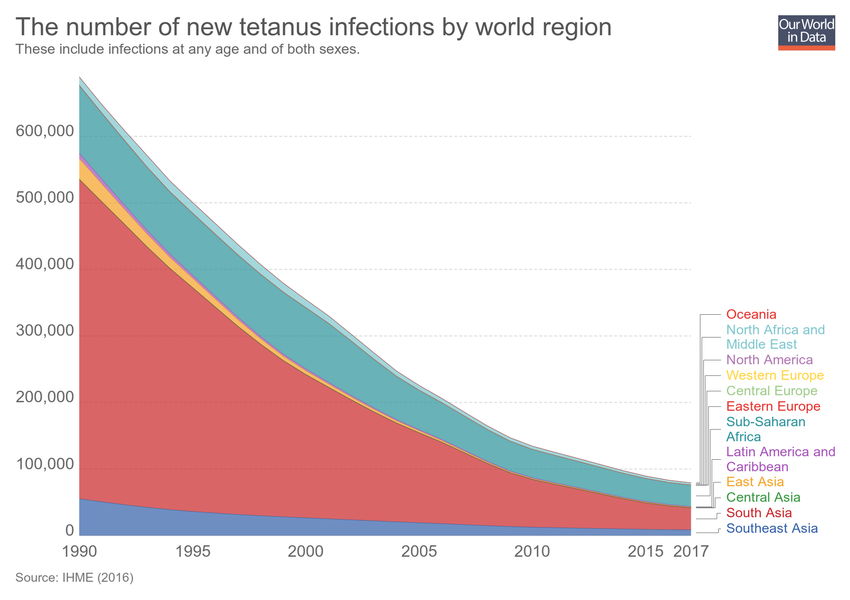 The number of new tetanus infections by world region
These include infections at any age and of both sexes.
Our World
in Data
600,000
500,000
400,000
300,000
200,000
100,000
0
1990
1995
2000
2005
2010
2015
2017
Oceania
North Africa and
Middle East
North America
Western Europe
Central Europe
Eastern Europe
Sub-Saharan
Africa
Latin America and
Caribbean
East Asia
Central Asia
South Asia
Southeast Asia
Source: IHME (2016)